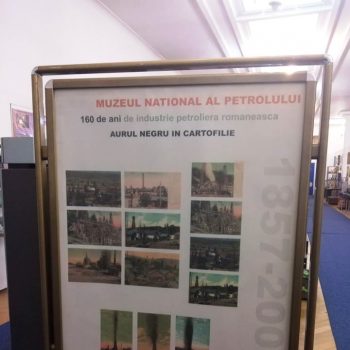 MUZEUL NATIONAL AL PETROLULUI
160 de ani de industrie petroliera romaneasca
AURUL NEGRU IN CARTOFILIE
1857-200